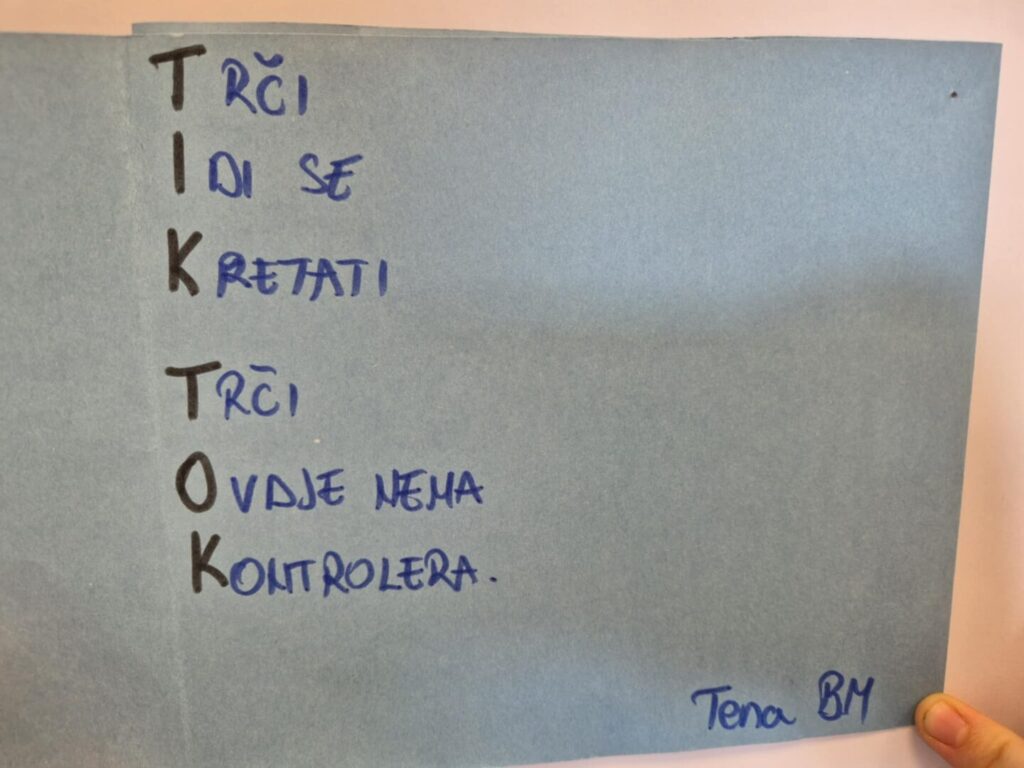 TRČI
IDI SE
KRETATI
TRČI
OVDJE NEMA
KONTROLERA.
Tena BM